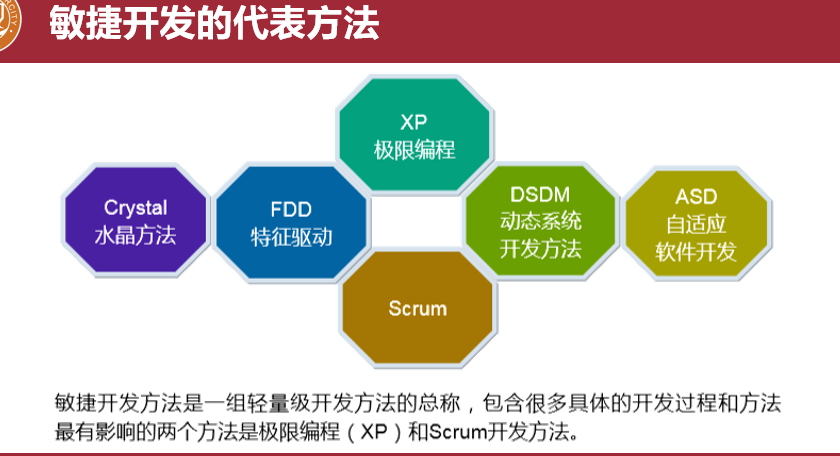 敏捷开发的代表方法
XP
极限编程
Crystal
水晶方法
FDD
特征驱动
DSDM
动态系统
开发方法
ASD
自适应
软件开发
Scrum
敏捷开发方法是一组轻量级开发方法的总称，包含很多具体的开发过程和方法
最有影响的两个方法是极限编程（XP）和Scrum开发方法。